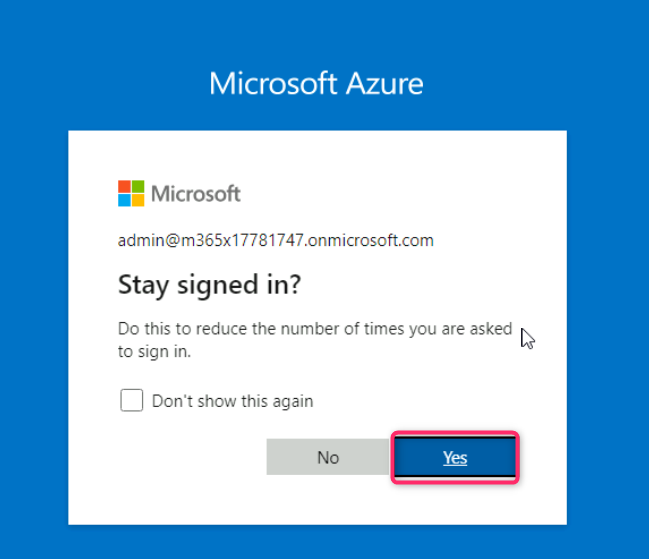 Microsoft Azure
Microsoft
admin@m365x17781747.onmicrosoft.com
Stay signed in?
Do this to reduce the number of times you are asked
to sign in.
Don't show this again
No
Yes